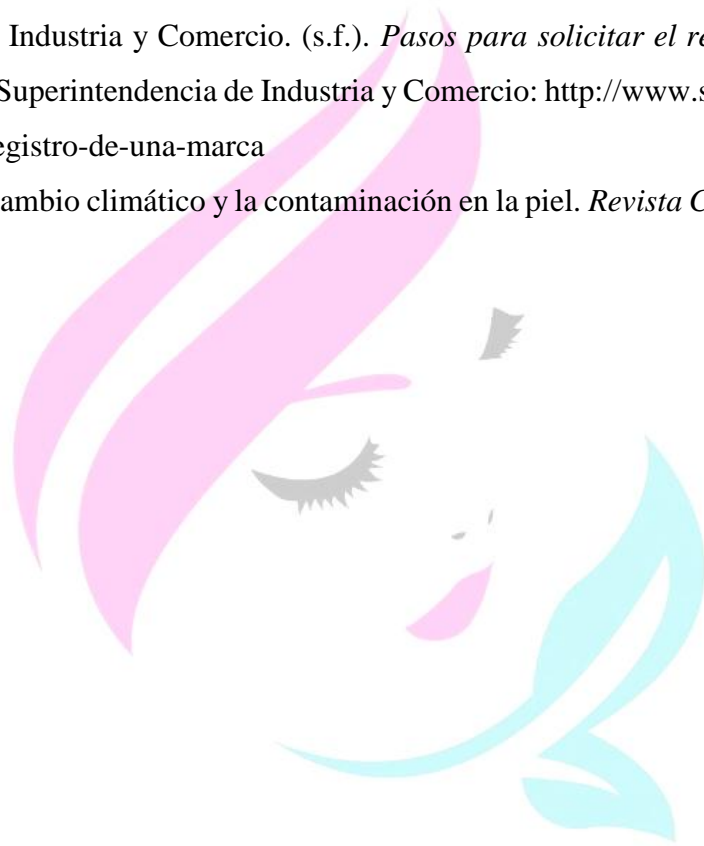 Industria y Comercio. (s.f.). Pasos para solicitar el re
Superintendencia de Industria y Comercio: http://www.s
egistro-de-una-marca
ambio climático y la contaminación en la piel. Revista C